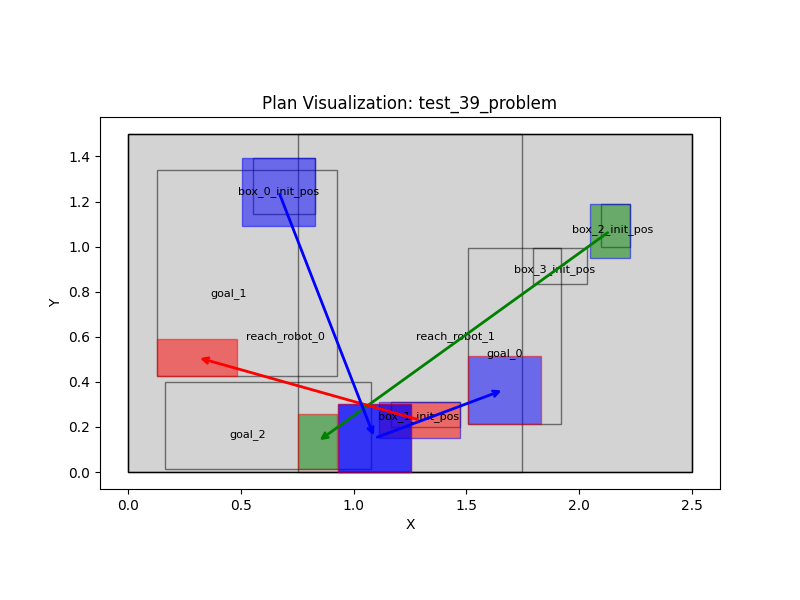 Plan Visualization: test_39_problem
1.4
1.2
1.0
0.8
0.6
0.4
0.2
0.0
Y
box_0_init_pos
box_2_init_pos
box_3_init_pos
goal_1
reach_robot_0
reach_robot_1
goal_0
box_1_init_pos
goal_2
0.0
0.5
1.0
1.5
2.0
2.5
X